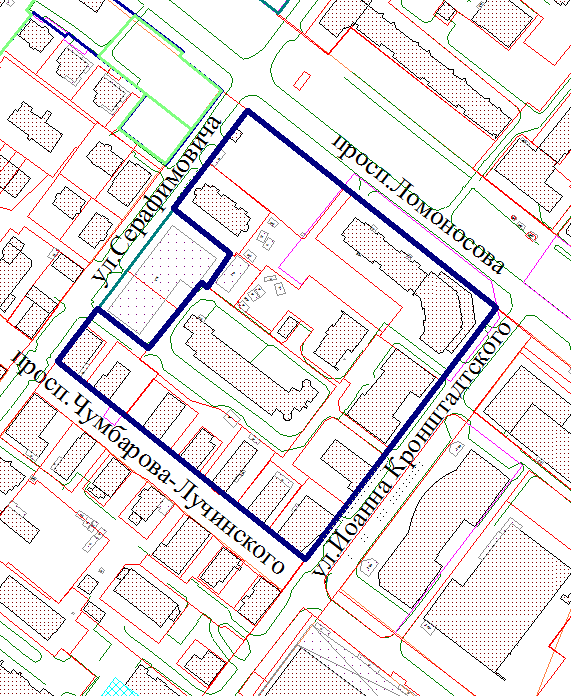 просп.Ломоносова
ул.Серафимовича
просп.Чумбарова-Лучинского
ул.Иоанна Кронштадтского